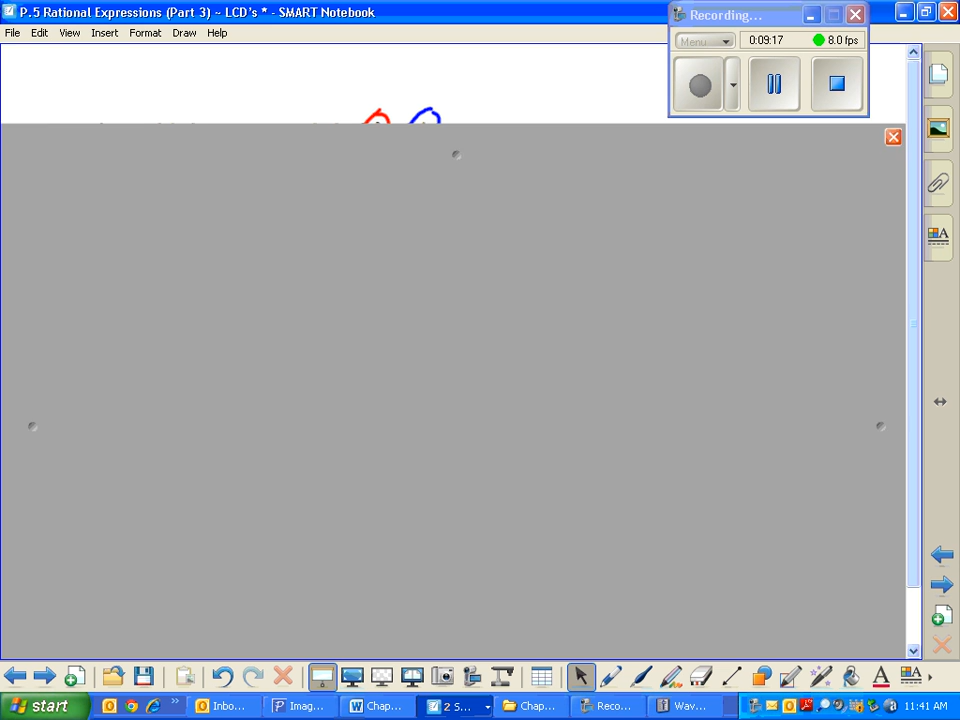 P.5 Rational Expressions (Part 3) ~ LCD's * - SMART Notebook
Recording...
File Edit View Insert Format Draw Help
Menu 0:09:17 8.0 fps
A
A A
start Inbo... Imag... Chap... 2 S... Chap... Reco... Wav... 11:41 AM